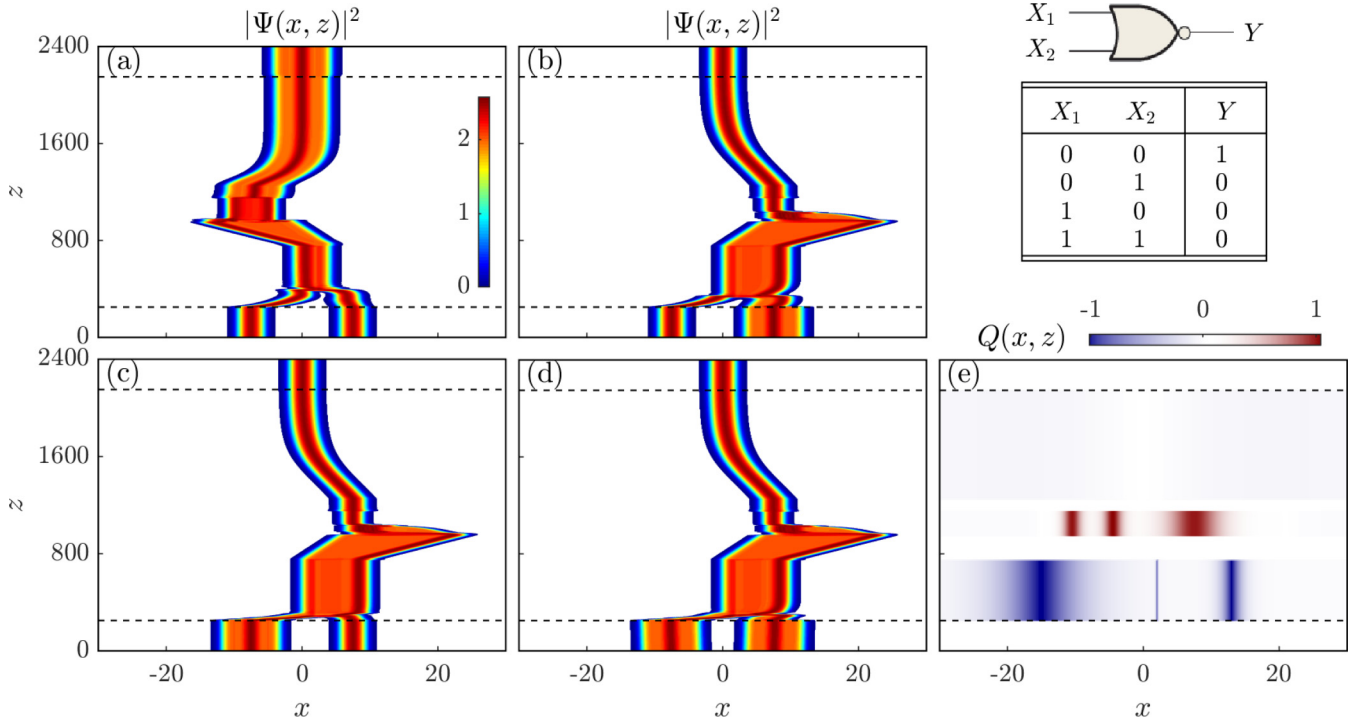 |Ψ(x, z)|²
|Ψ(x, z)|²
X₁
X₂
Y
2400
(a)
(b)
2
1
0
1600
z
800
0
X₁ X₂ Y
0 0 1
0 1 0
1 0 0
1 1 0
-1 0 1
Q(x, z)
2400
(c)
(d)
(e)
1600
z
800
0
-20 0 20
-20 0 20
-20 0 20
x
x
x